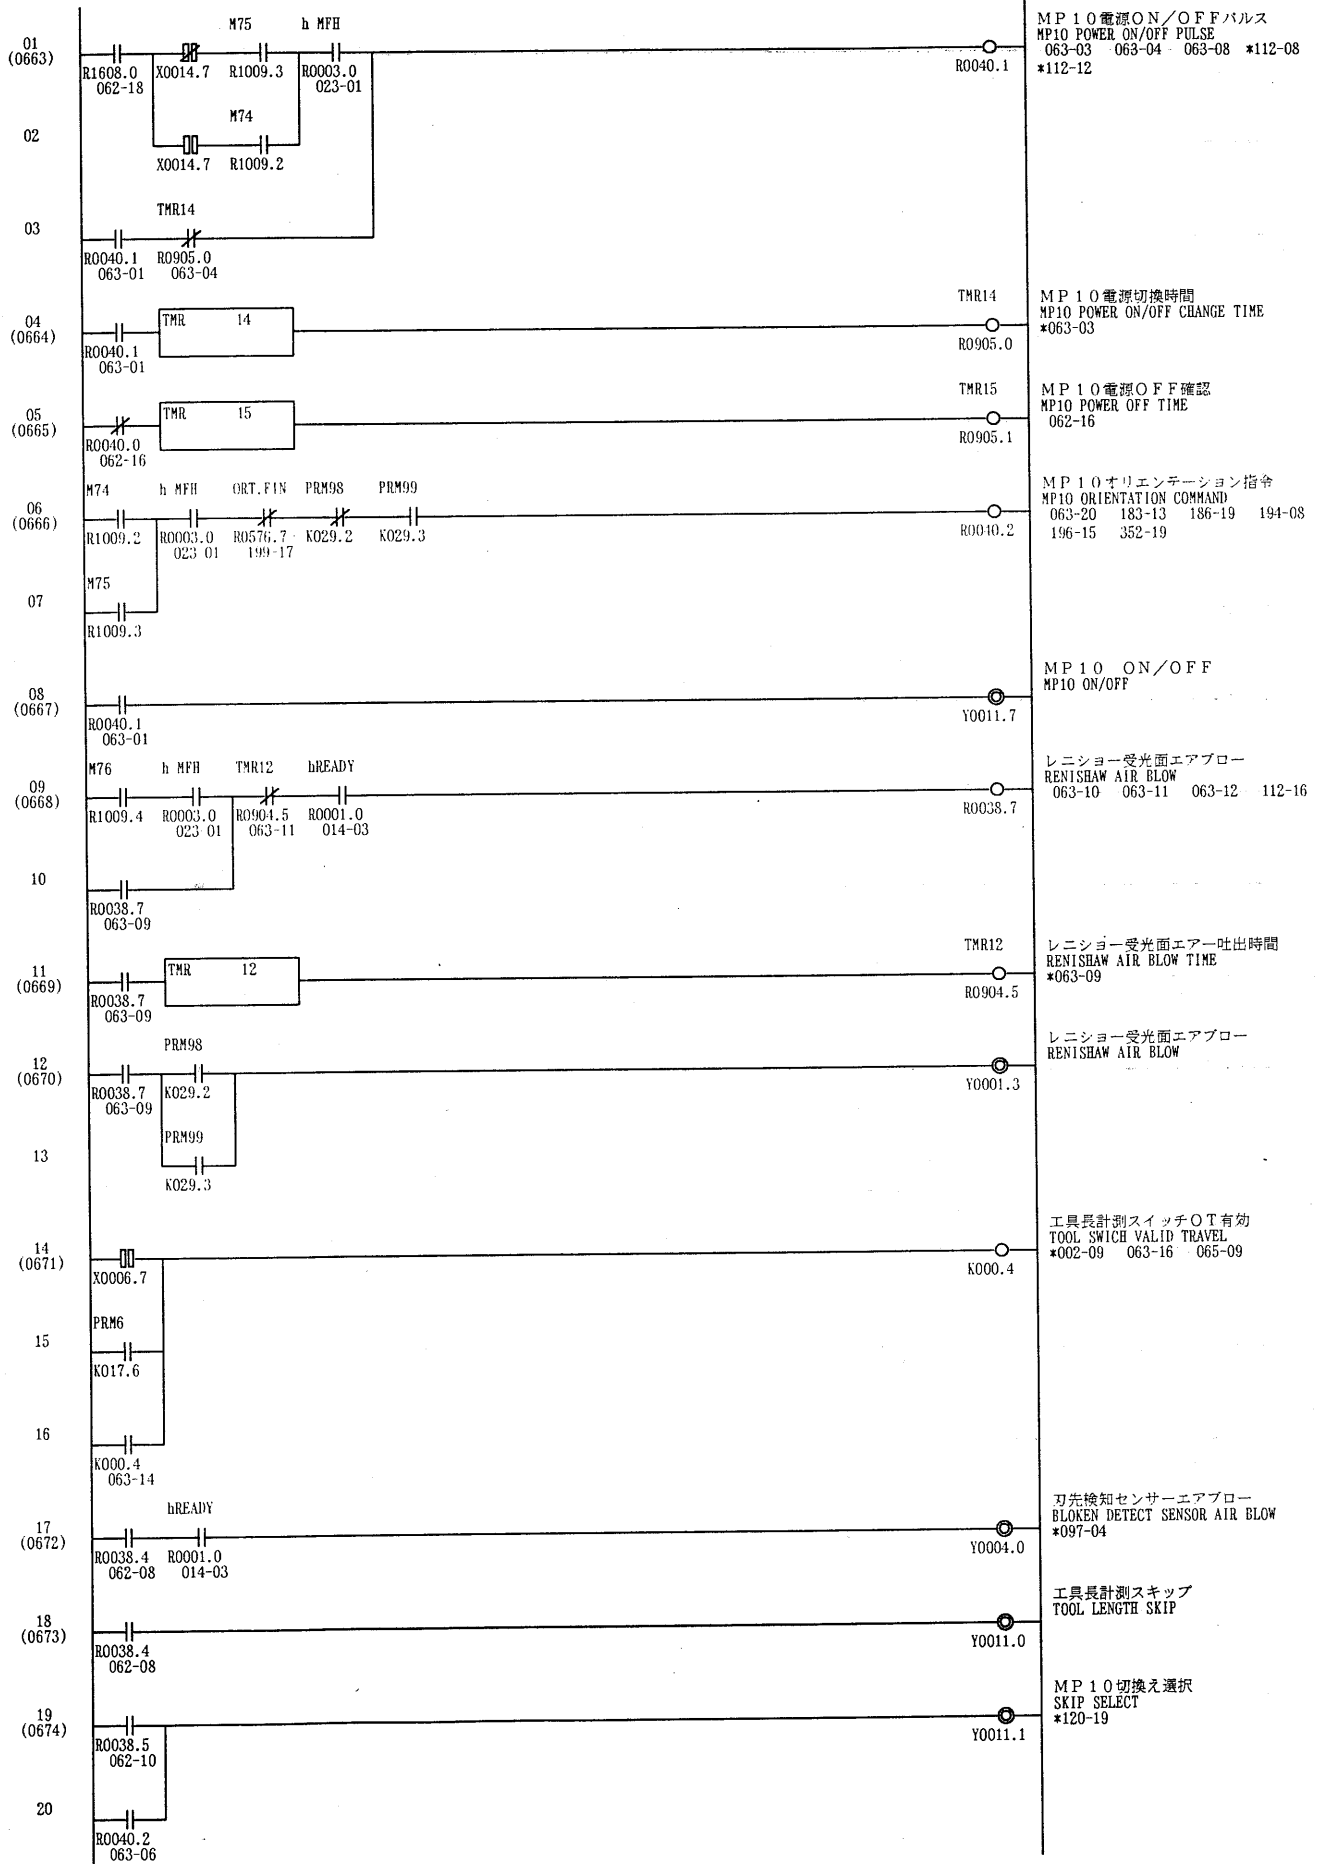 M75 h MFH
MP10電源ON/OFFパルス
MP10 POWER ON/OFF PULSE
01
(0663)
063-03 063-04 063-08 *112-08
R1608.0 X0014.7 R1009.3 R0003.0 R0040.1
062-18 023-01
*112-12
M74
02
X0014.7 R1009.2
TMR14
03
R0040.1 R0905.0
063-01 063-04
TMR14
MP10電源切換時間
MP10 POWER ON/OFF CHANGE TIME
04
(0664)
TMR 14
*063-03
R0040.1 R0905.0
063-01
TMR15
MP10電源OFF確認
MP10 POWER OFF TIME
05
(0665)
TMR 15
062-16
R0040.0 R0905.1
062-16
M74 h MFH ORT.FIN PRM98 PRM99
MP10オリエンテーション指令
MP10 ORIENTATION COMMAND
06
(0666)
063-20 183-13 186-19 194-08
R1009.2 R0003.0 R0576.7 K029.2 K029.3 R0040.2
023-01 199-17
196-15 352-19
M75
07
R1009.3
MP10 ON/OFF
MP10 ON/OFF
08
(0667)
R0040.1 Y0011.7
063-01
M76 h MFH TMR12 hREADY
レニショー受光面エアブロー
RENISHAW AIR BLOW
09
(0668)
063-10 063-11 063-12 112-16
R1009.4 R0003.0 R0904.5 R0001.0 R0038.7
023-01 063-11 014-03
10
R0038.7
063-09
TMR12
レニショー受光面エアー吐出時間
RENISHAW AIR BLOW TIME
11
(0669)
TMR 12
*063-09
R0038.7 R0904.5
063-09
PRM98
レニショー受光面エアブロー
RENISHAW AIR BLOW
12
(0670)
R0038.7 K029.2 Y0001.3
063-09
PRM99
13
K029.3
工具長計測スイッチOT有効
TOOL SWICH VALID TRAVEL
14
(0671)
*002-09 063-16 065-09
X0006.7 K000.4
PRM6
15
K017.6
16
K000.4
063-14
hREADY
刃先検知センサーエアブロー
BLOKEN DETECT SENSOR AIR BLOW
17
(0672)
*097-04
R0038.4 R0001.0 Y0004.0
062-08 014-03
工具長計測スキップ
TOOL LENGTH SKIP
18
(0673)
R0038.4 Y0011.0
062-08
MP10切換え選択
SKIP SELECT
19
(0674)
*120-19
R0038.5 Y0011.1
062-10
20
R0040.2
063-06